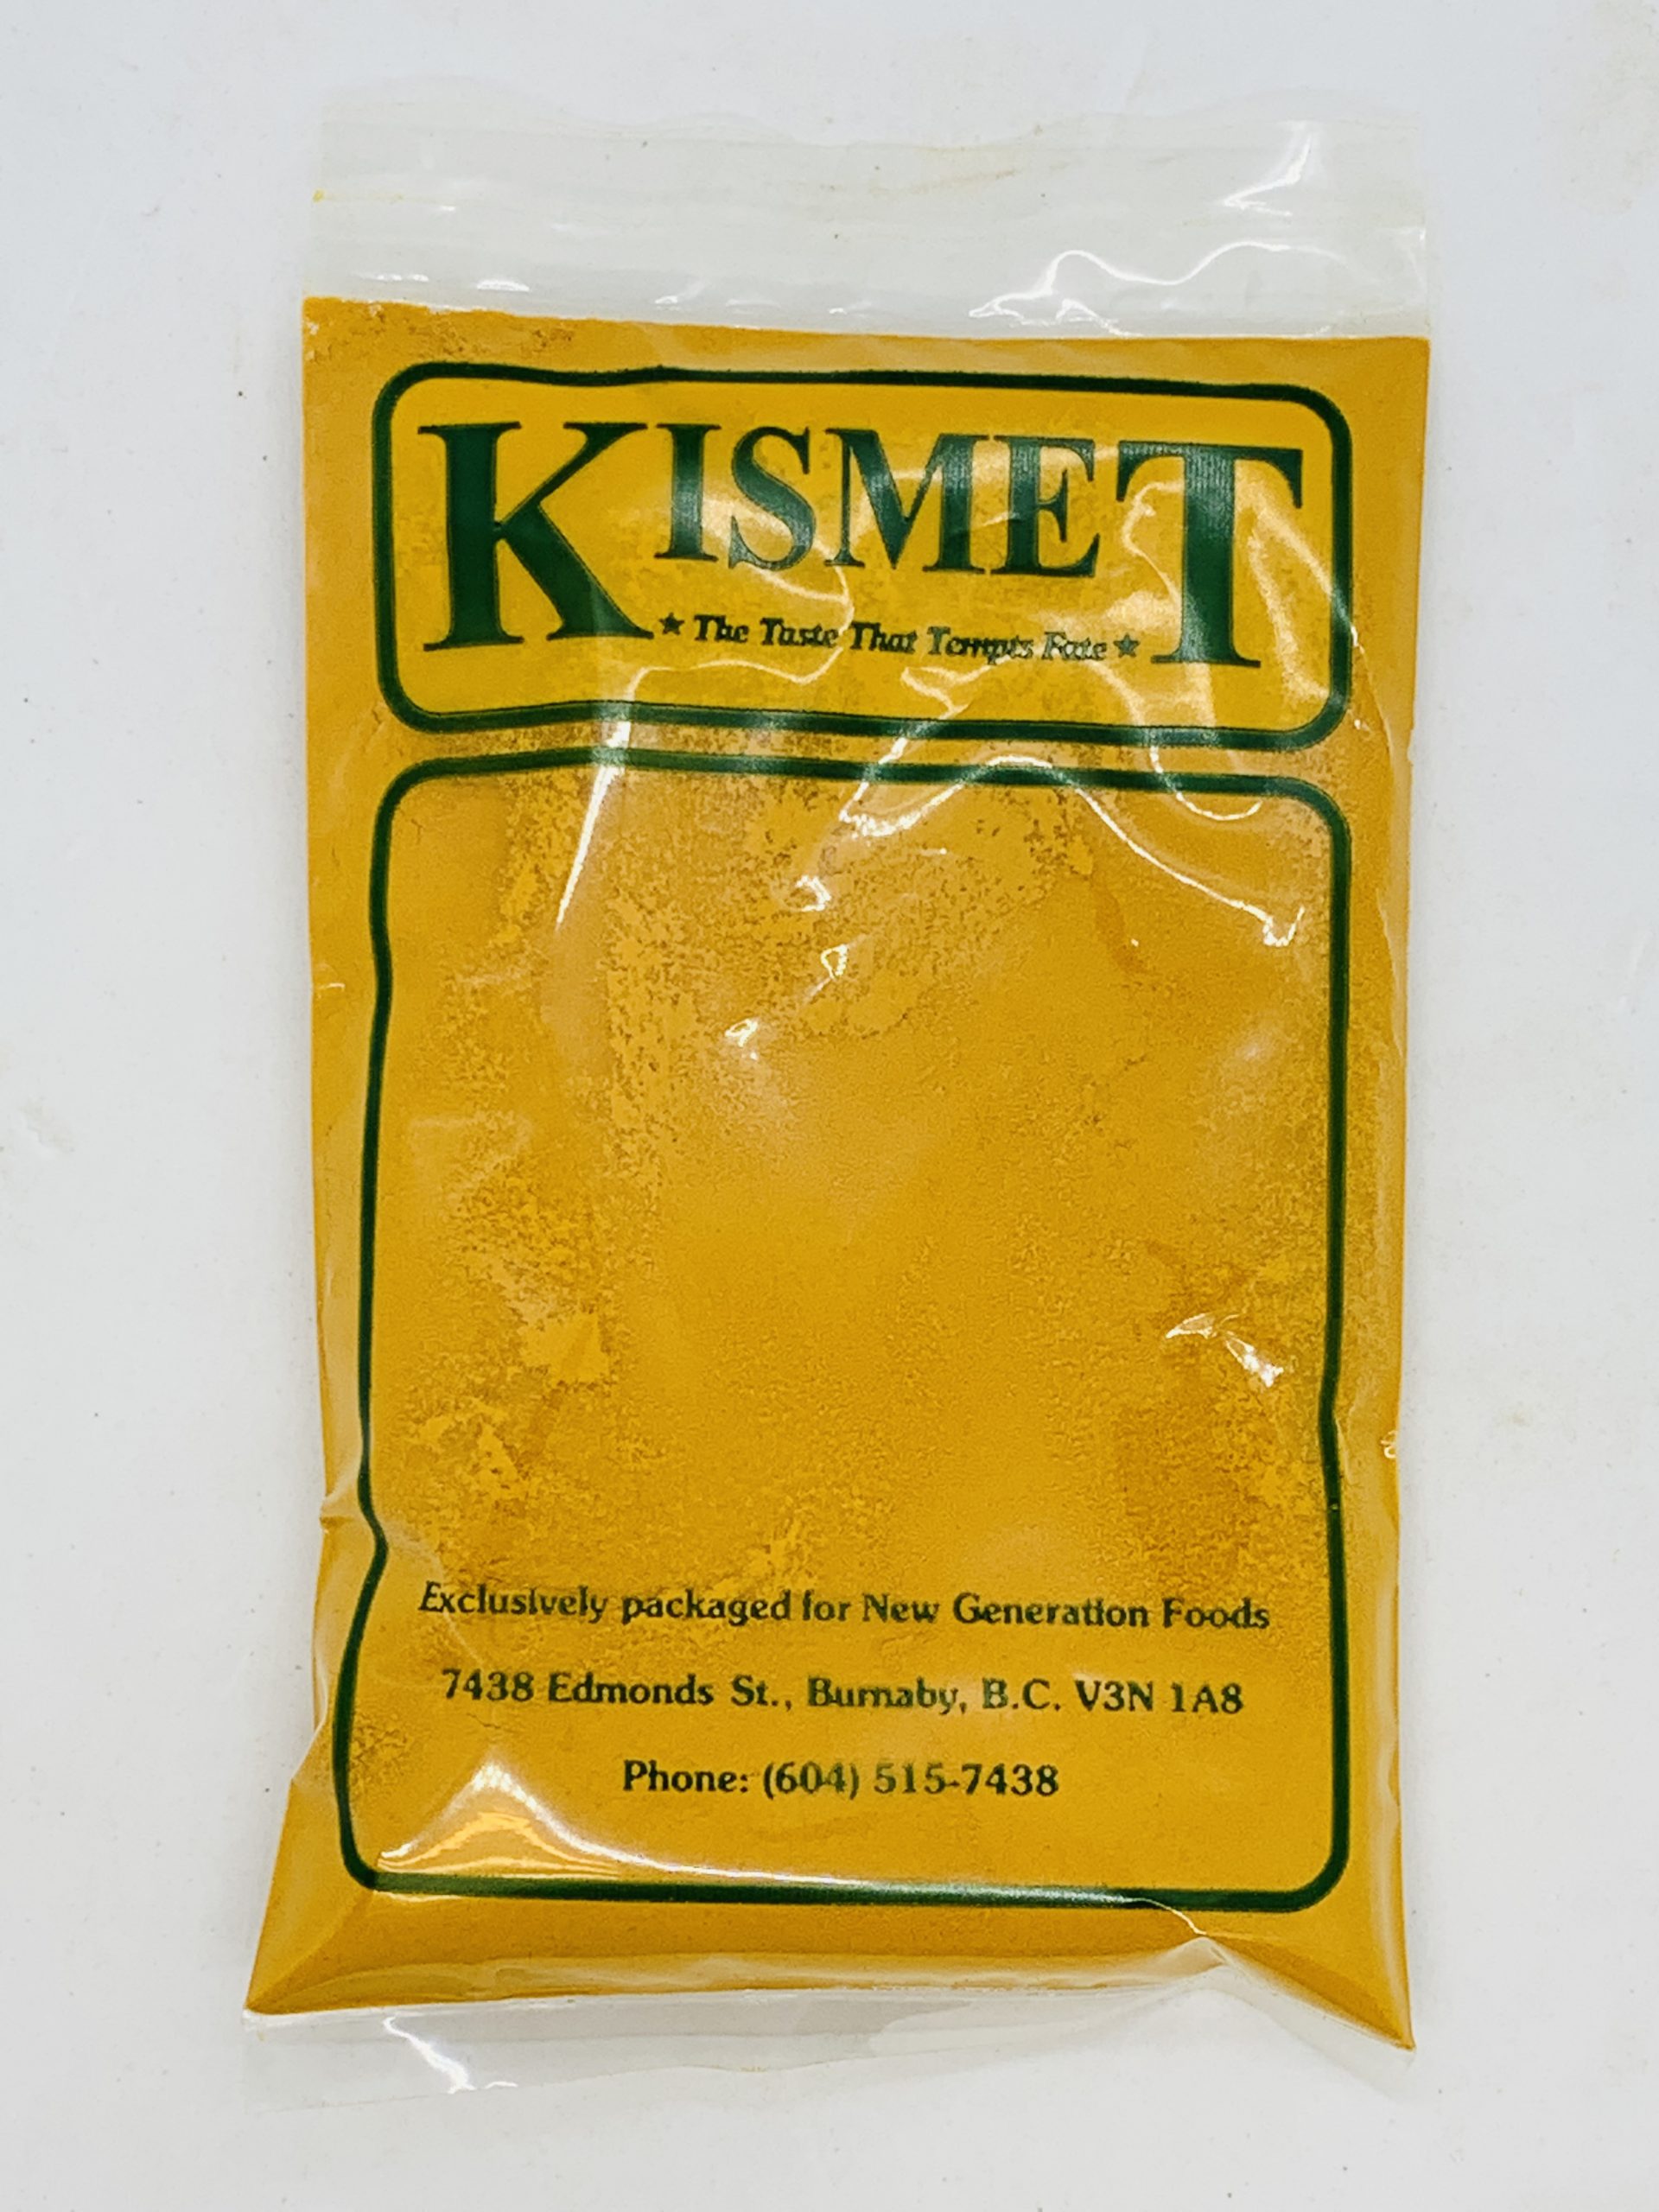 KISMET
★ The Taste That Tempts Fate ★
Exclusively packaged for New Generation Foods
7438 Edmonds St., Burnaby, B.C. V3N 1A8
Phone: (604) 515-7438